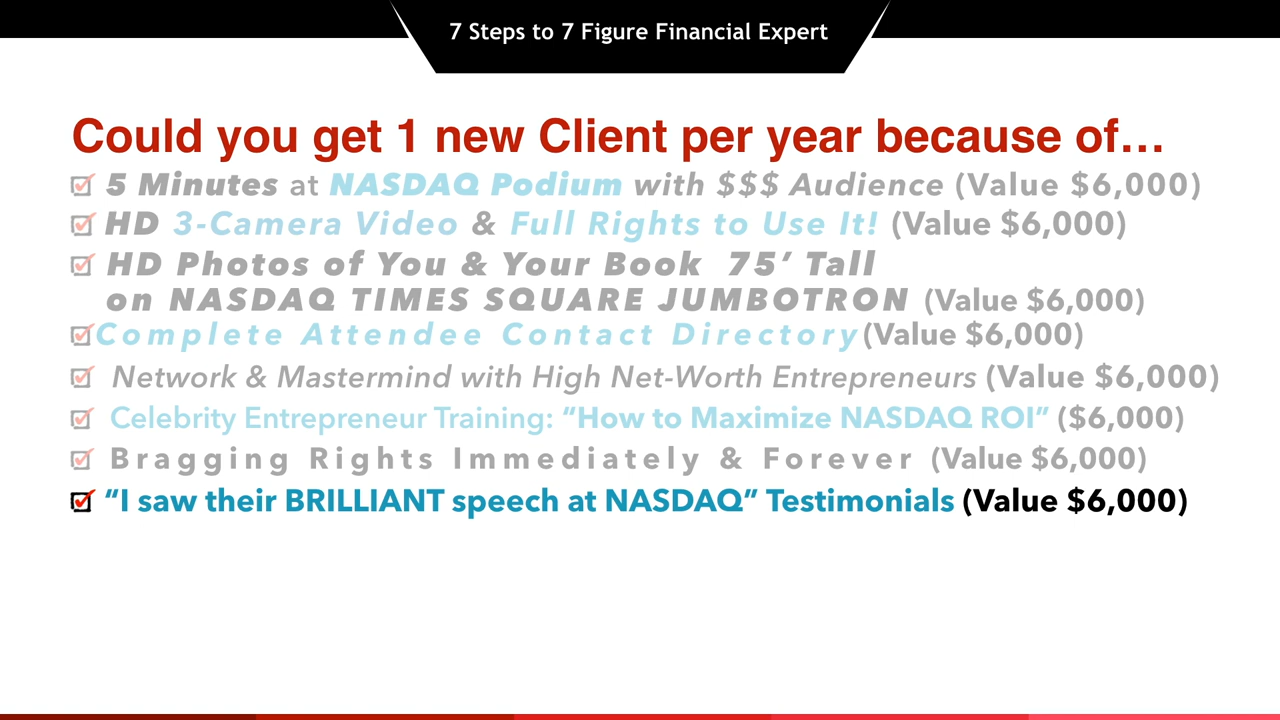 7 Steps to 7 Figure Financial Expert
Could you get 1 new Client per year because of…
5 Minutes at NASDAQ Podium with $$$ Audience (Value $6,000)
HD 3-Camera Video & Full Rights to Use It! (Value $6,000)
HD Photos of You & Your Book 75’ Tall
on NASDAQ TIMES SQUARE JUMBOTRON (Value $6,000)
Complete Attendee Contact Directory (Value $6,000)
Network & Mastermind with High Net-Worth Entrepreneurs (Value $6,000)
Celebrity Entrepreneur Training: “How to Maximize NASDAQ ROI” ($6,000)
Bragging Rights Immediately & Forever (Value $6,000)
“I saw their BRILLIANT speech at NASDAQ” Testimonials (Value $6,000)